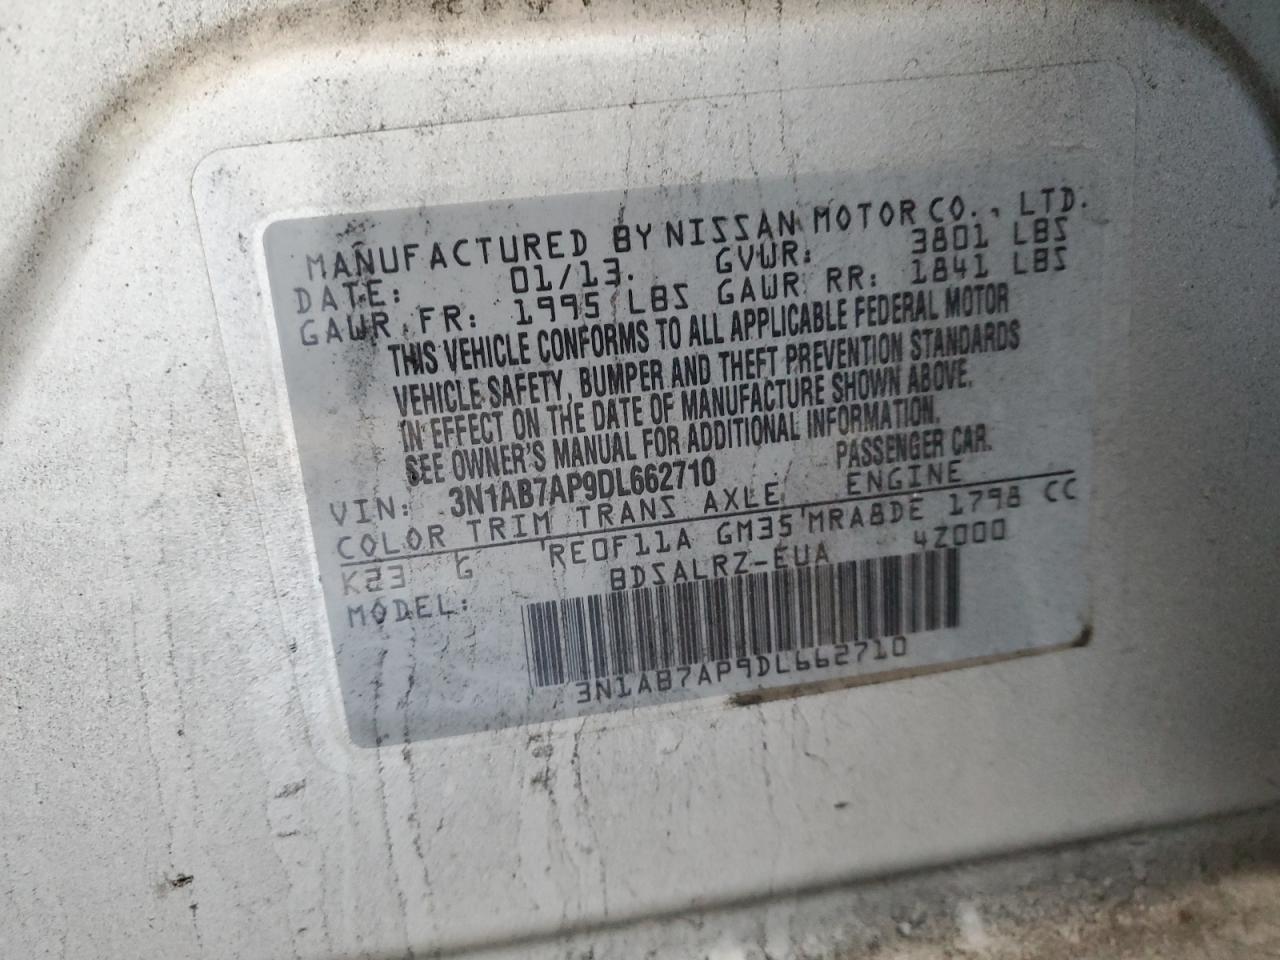 MANUFACTURED BY NISSAN MOTOR CO., LTD.
DATE: 01/13. GVWR: 3801 LBS
GAWR FR: 1995 LBS GAWR RR: 1841 LBS
THIS VEHICLE CONFORMS TO ALL APPLICABLE FEDERAL MOTOR
VEHICLE SAFETY, BUMPER AND THEFT PREVENTION STANDARDS
IN EFFECT ON THE DATE OF MANUFACTURE SHOWN ABOVE.
SEE OWNER'S MANUAL FOR ADDITIONAL INFORMATION.
VIN: 3N1AB7AP9DL662710 PASSENGER CAR.
COLOR TRIM TRANS AXLE ENGINE
K23 G RE0F11A GM35 MRA8DE 1798 CC
MODEL: BDSALRZ-EUA 4Z000
3N1AB7AP9DL662710